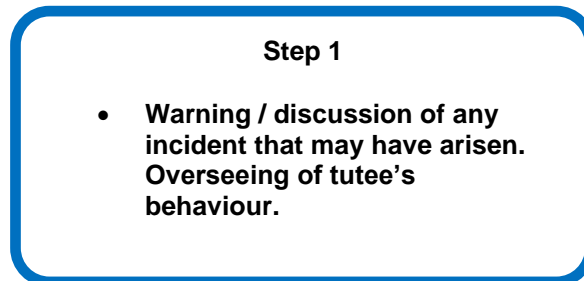 Step 1
• Warning / discussion of any
incident that may have arisen.
Overseeing of tutee's
behaviour.